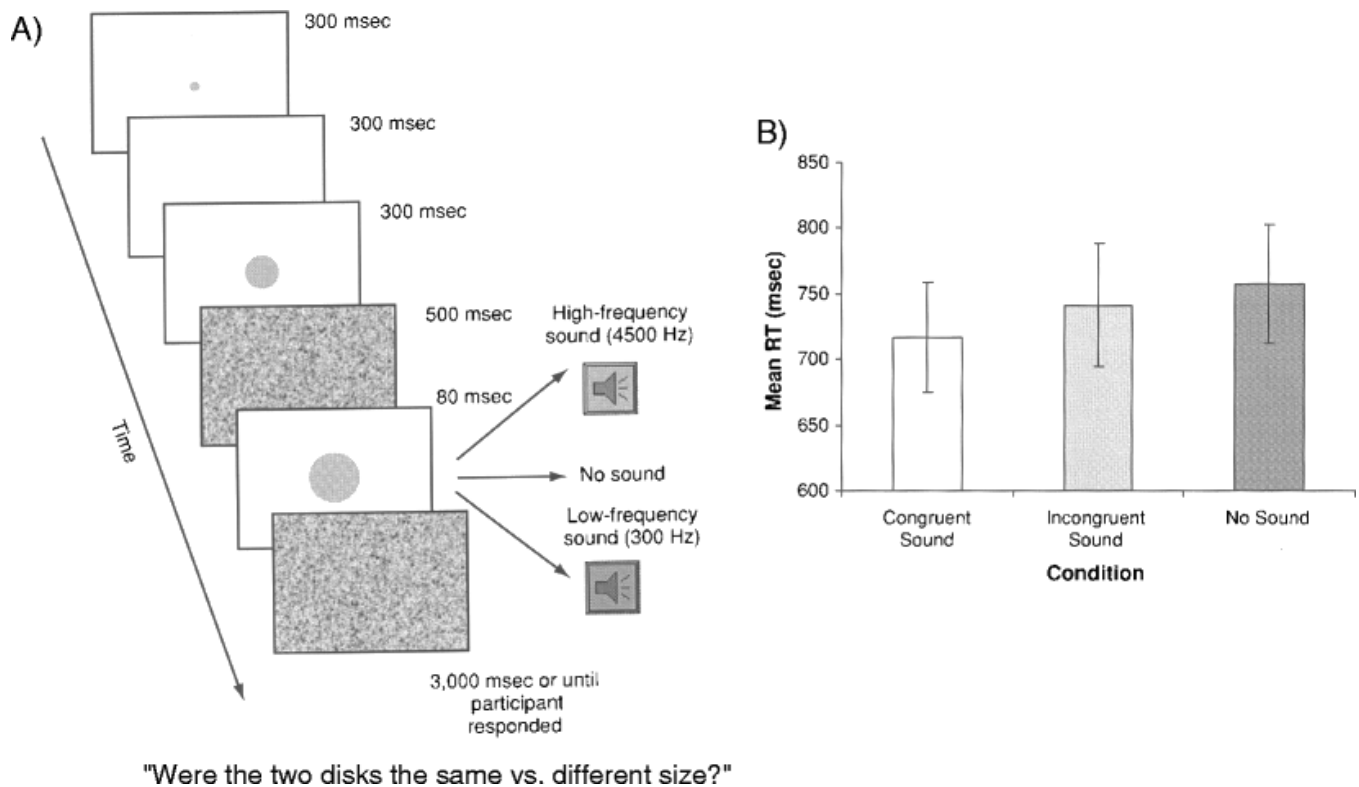 A)
300 msec
300 msec
300 msec
500 msec
80 msec
High-frequency
sound (4500 Hz)
No sound
Low-frequency
sound (300 Hz)
Time
3,000 msec or until
participant
responded
"Were the two disks the same vs. different size?"
B)
850
800
750
700
650
600
Mean RT (msec)
Congruent
Sound
Incongruent
Sound
No Sound
Condition